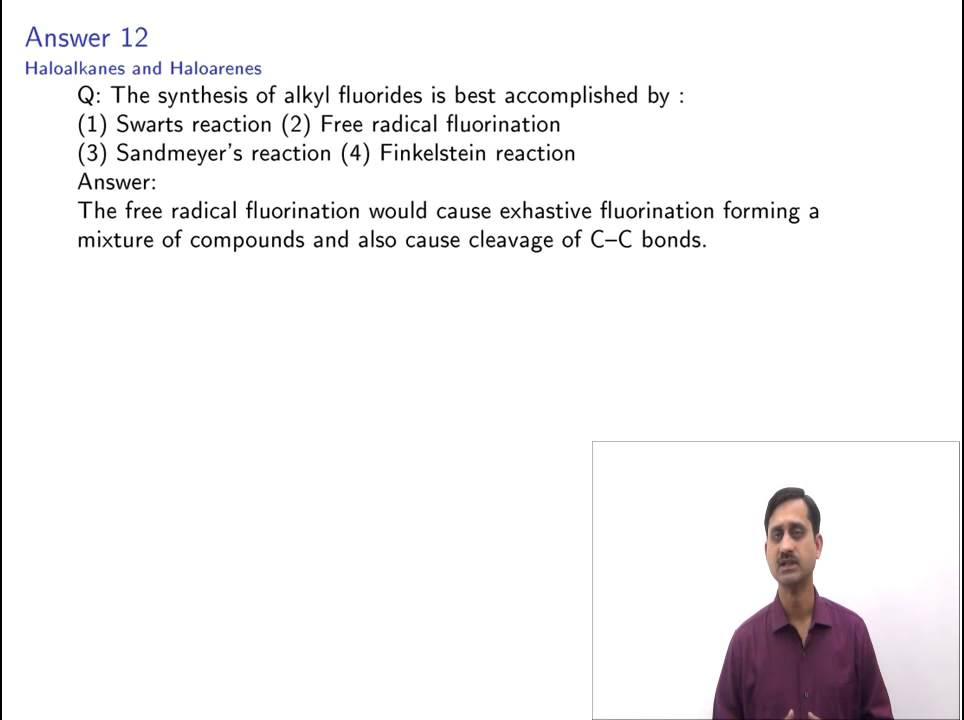 Answer 12
Haloalkanes and Haloarenes
Q: The synthesis of alkyl fluorides is best accomplished by :
(1) Swarts reaction (2) Free radical fluorination
(3) Sandmeyer's reaction (4) Finkelstein reaction
Answer:
The free radical fluorination would cause exhastive fluorination forming a
mixture of compounds and also cause cleavage of C–C bonds.